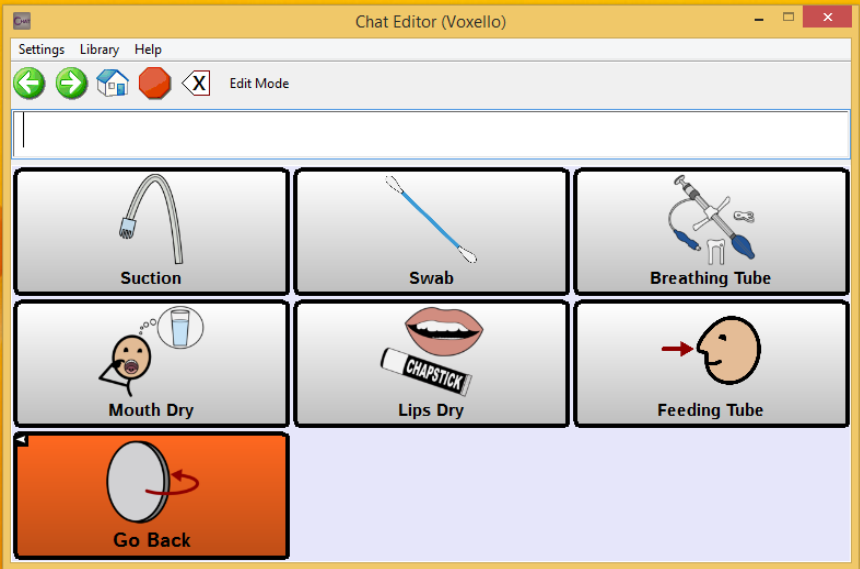 CHAT
Chat Editor (Voxello)
Settings Library Help
X Edit Mode
Suction Swab Breathing Tube
CHAPSTICK
Mouth Dry Lips Dry Feeding Tube
Go Back